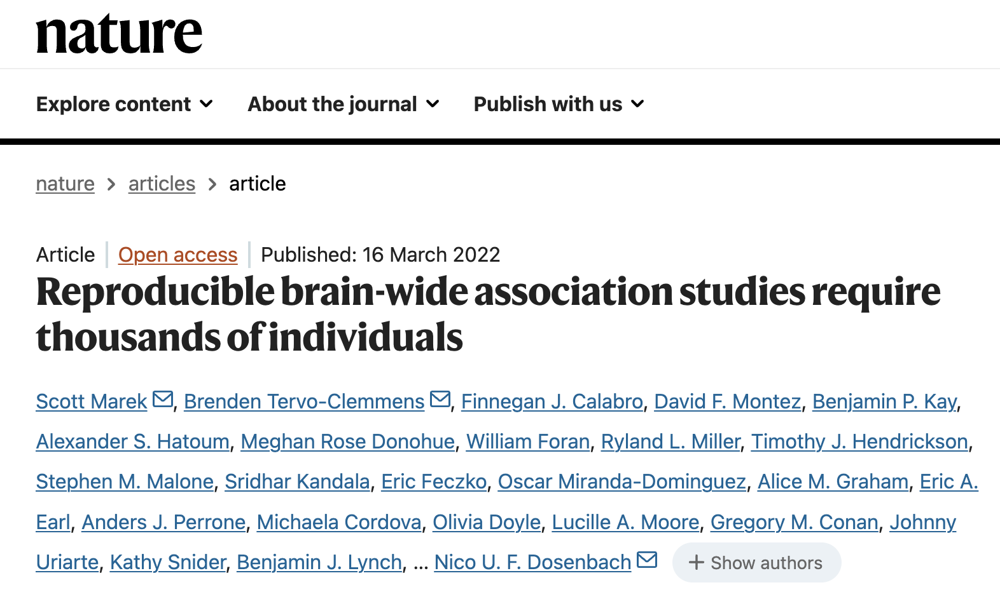 nature
Explore content About the journal Publish with us
nature > articles > article
Article | Open access | Published: 16 March 2022
Reproducible brain-wide association studies require
thousands of individuals
Scott Marek, Brenden Tervo-Clemmens, Finnegan J. Calabro, David F. Montez, Benjamin P. Kay,
Alexander S. Hatoum, Meghan Rose Donohue, William Foran, Ryland L. Miller, Timothy J. Hendrickson,
Stephen M. Malone, Sridhar Kandala, Eric Feczko, Oscar Miranda-Dominguez, Alice M. Graham, Eric A.
Earl, Anders J. Perrone, Michaela Cordova, Olivia Doyle, Lucille A. Moore, Gregory M. Conan, Johnny
Uriarte, Kathy Snider, Benjamin J. Lynch, ... Nico U. F. Dosenbach + Show authors